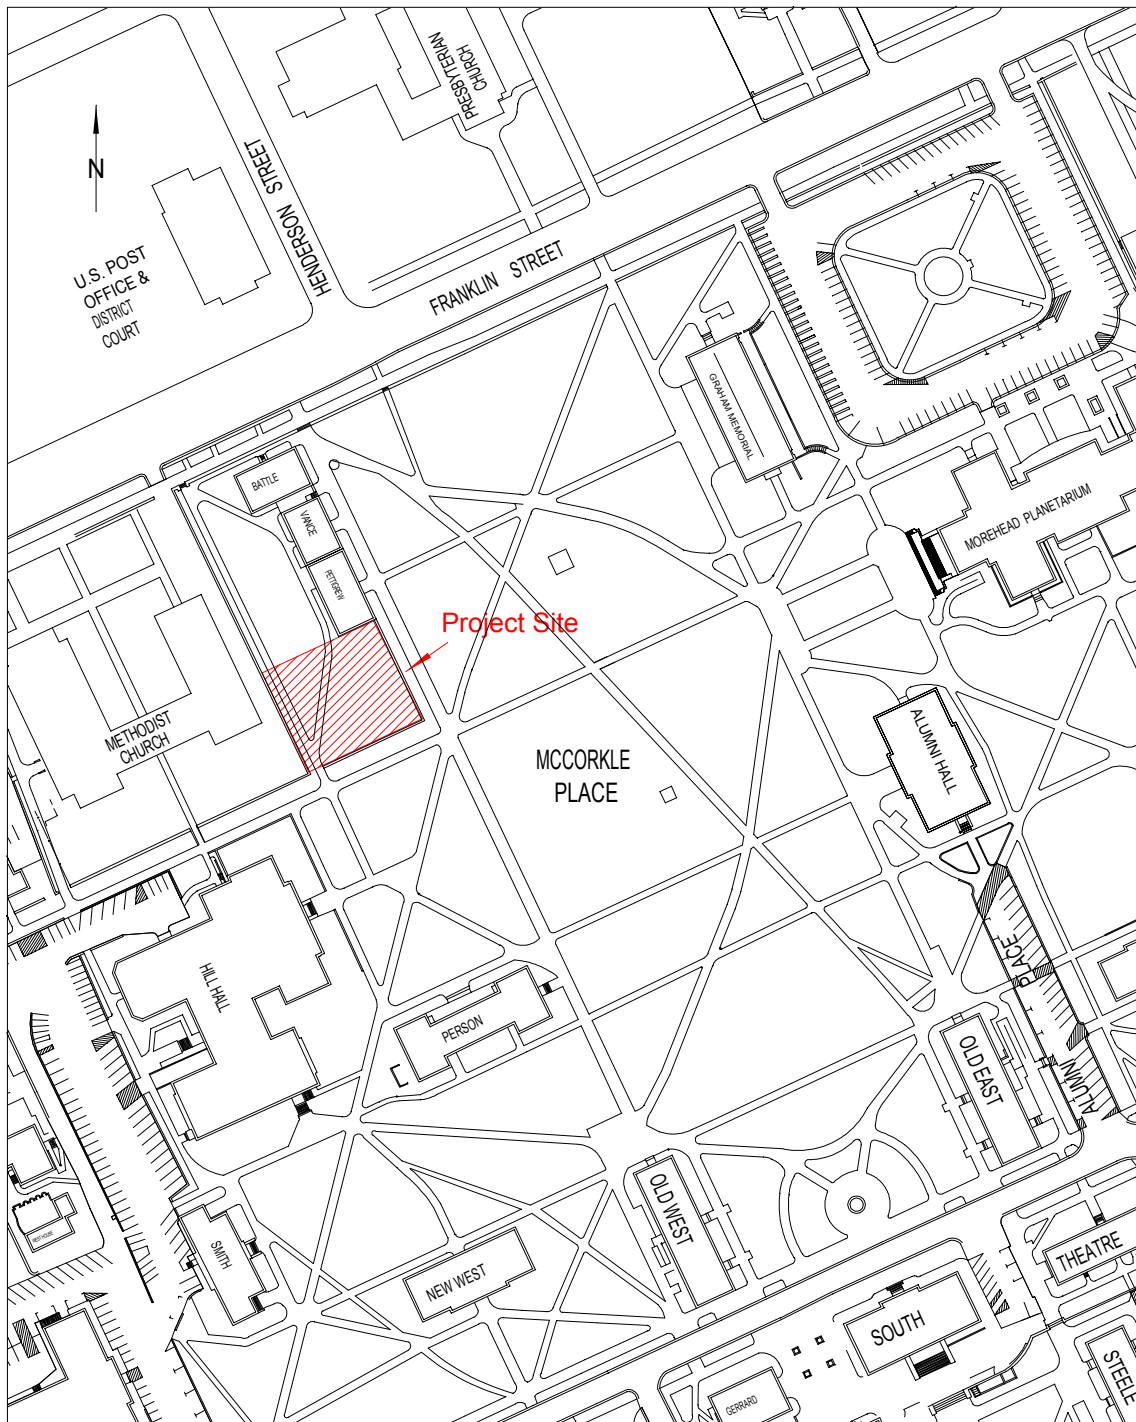 PRESBYTERIAN
CHURCH
N
HENDERSON STREET
U.S. POST
OFFICE &
DISTRICT
COURT
FRANKLIN STREET
GRAHAM MEMORIAL
BATTLE
VANCE
PETTIGREW
MOREHEAD PLANETARIUM
Project Site
METHODIST
CHURCH
MCCORKLE
PLACE
ALUMNI HALL
HILL HALL
PERSON
ALUMNI PLACE
OLD EAST
OLD WEST
WEST HOUSE
SMITH
NEW WEST
THEATRE
SOUTH
STEELE
GERRARD